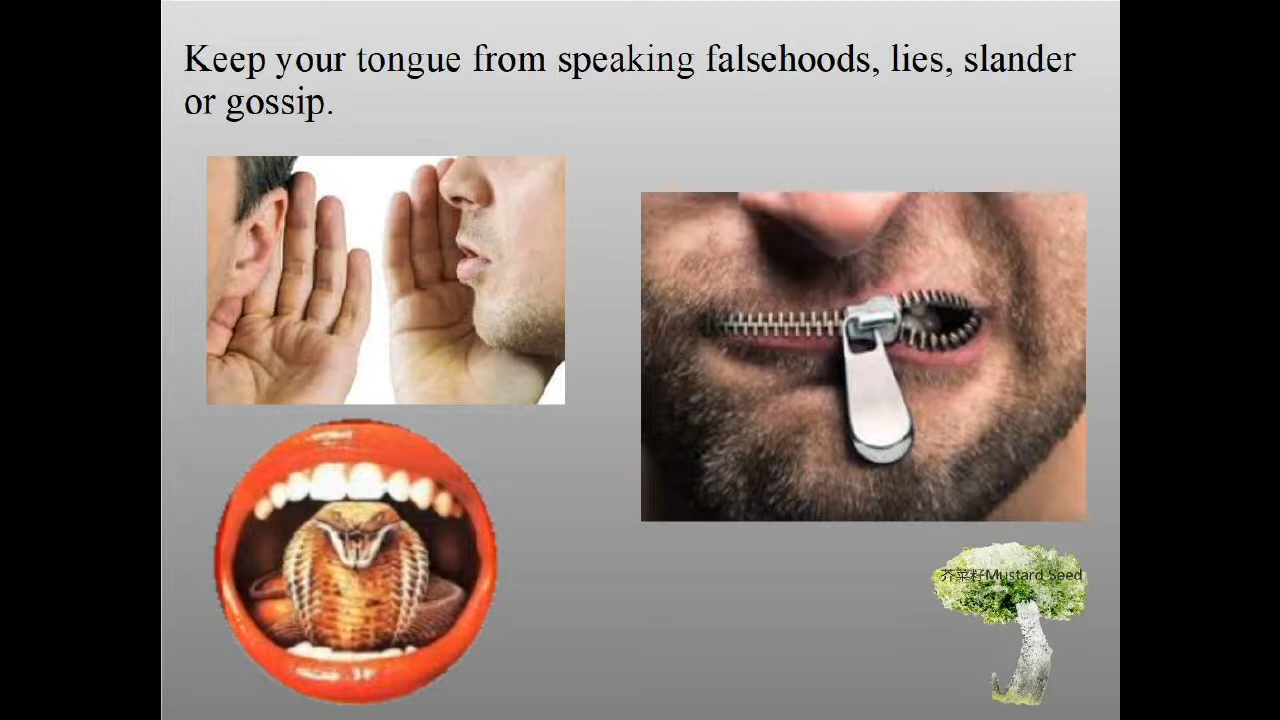 Keep your tongue from speaking falsehoods, lies, slander
or gossip.
芥菜籽Mustard Seed